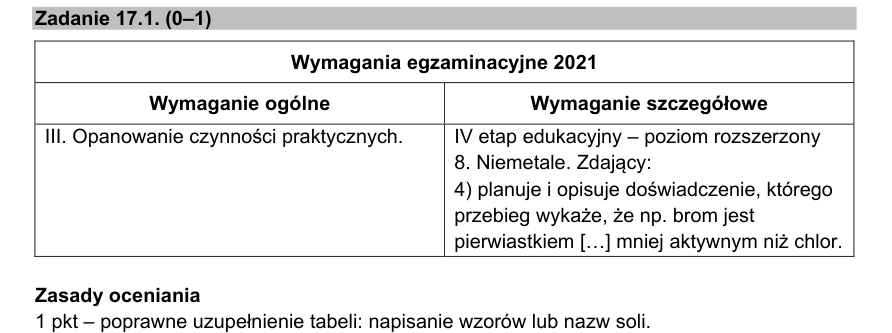 Zadanie 17.1. (0–1)
Wymagania egzaminacyjne 2021
Wymaganie ogólne
Wymaganie szczegółowe
III. Opanowanie czynności praktycznych.
IV etap edukacyjny – poziom rozszerzony
8. Niemetale. Zdający:
4) planuje i opisuje doświadczenie, którego
przebieg wykaże, że np. brom jest
pierwiastkiem […] mniej aktywnym niż chlor.
Zasady oceniania
1 pkt – poprawne uzupełnienie tabeli: napisanie wzorów lub nazw soli.